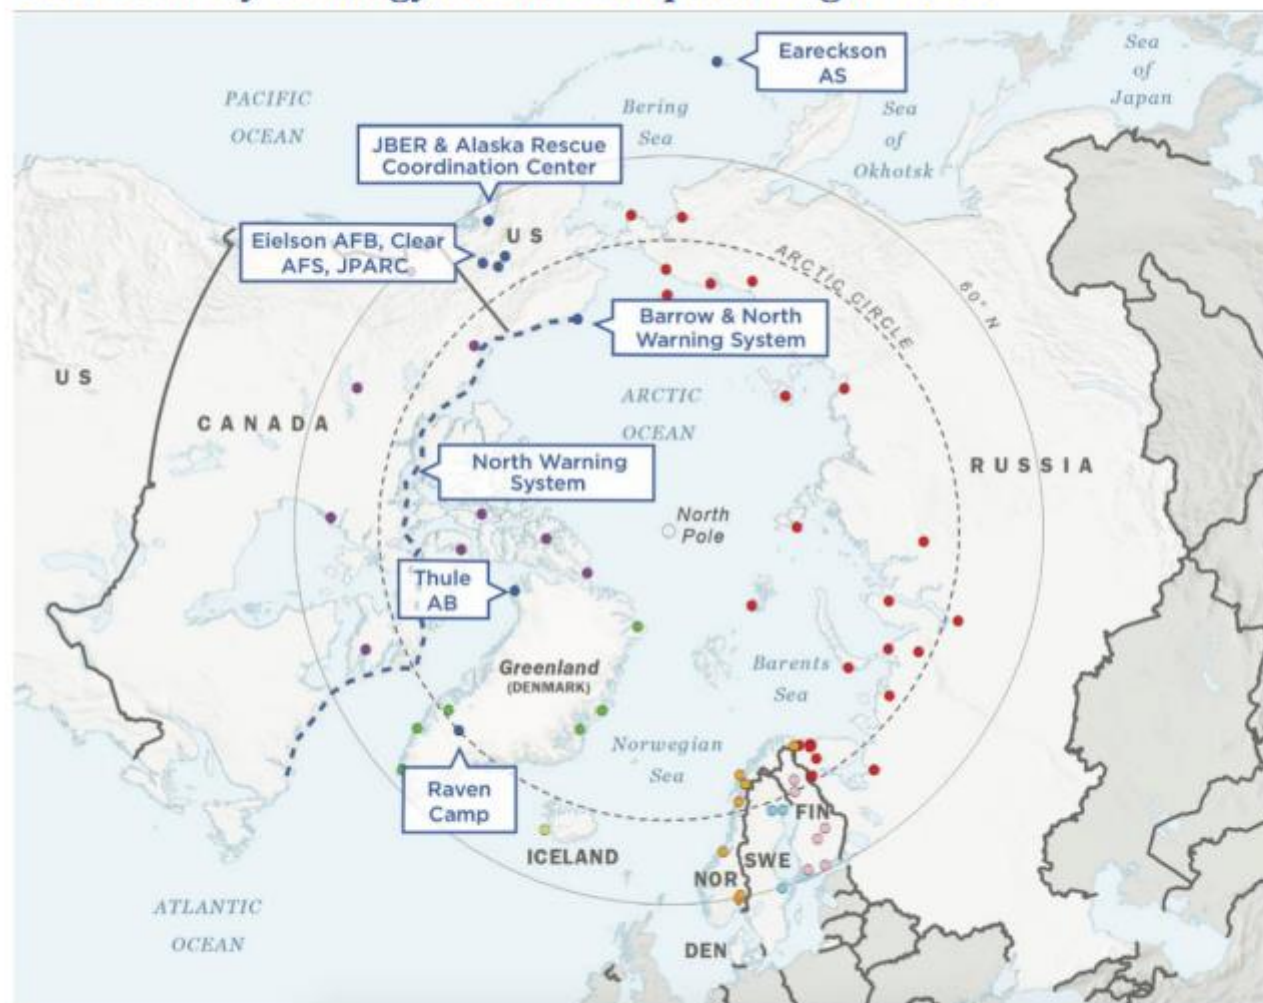 Eareckson
AS
Sea
of
Japan
PACIFIC
OCEAN
Bering
Sea
Sea
of
Okhotsk
JBER & Alaska Rescue
Coordination Center
Eielson AFB, Clear
AFS, JPARC
US
ARCTIC CIRCLE
60° N
Barrow & North
Warning System
US
CANADA
ARCTIC
OCEAN
RUSSIA
North Warning
System
North
Pole
Thule
AB
Greenland
(DENMARK)
Barents
Sea
Norwegian
Sea
Raven
Camp
FIN
ICELAND
SWE
NOR
ATLANTIC
OCEAN
DEN